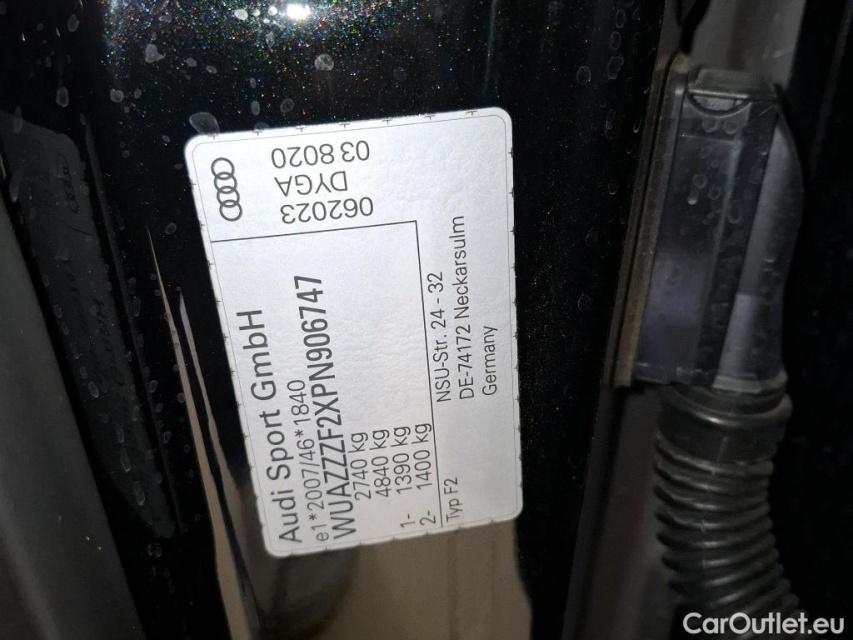 Audi Sport GmbH
e1*2007/46*1840
WUAZZZF2XPN906747
2740 kg
4840 kg
1- 1390 kg
2- 1400 kg
Typ F2
NSU-Str. 24 - 32
DE-74172 Neckarsulm
Germany
062023
DYGA
03 8020
CarOutlet.eu